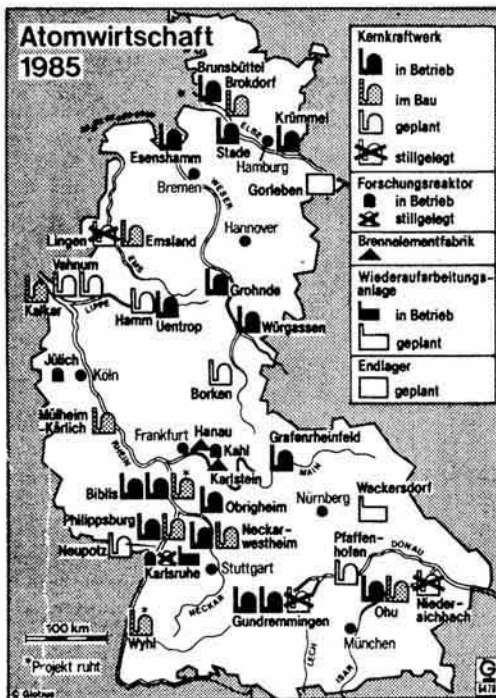 Atomwirtschaft
1985
Kernkraftwerk
in Betrieb
im Bau
geplant
stillgelegt
Forschungsreaktor
in Betrieb
stillgelegt
Brennelementfabrik
Wiederaufarbeitungs-
anlage
in Betrieb
geplant
Endlager
geplant
Brunsbüttel
*
Brokdorf
ELBE
Krümmel
Stade
Hamburg
Esenshamm
Bremen
WESER
Gorleben
Hannover
Lingen
Emsland
EMS
Vahnum
Kalkar
LIPPE
Hamm
Uentrop
Grohnde
Würgassen
Jülich
Köln
Borken
Mülheim
-Kärlich
RHEIN
Frankfurt
Hanau
Kahl
Karlstein
Grafenrheinfeld
MAIN
Biblis
*
Obrigheim
Nürnberg
Wackersdorf
Philippsburg
Neckar-
westheim
Neupotz
Karlsruhe
Stuttgart
NECKAR
Pfaffen-
hofen
DONAU
Gundremmingen
Ohu
Nieder-
aichbach
München
LECH
ISAR
*
Wyhl
100 km
*Projekt ruht
© Globus
G